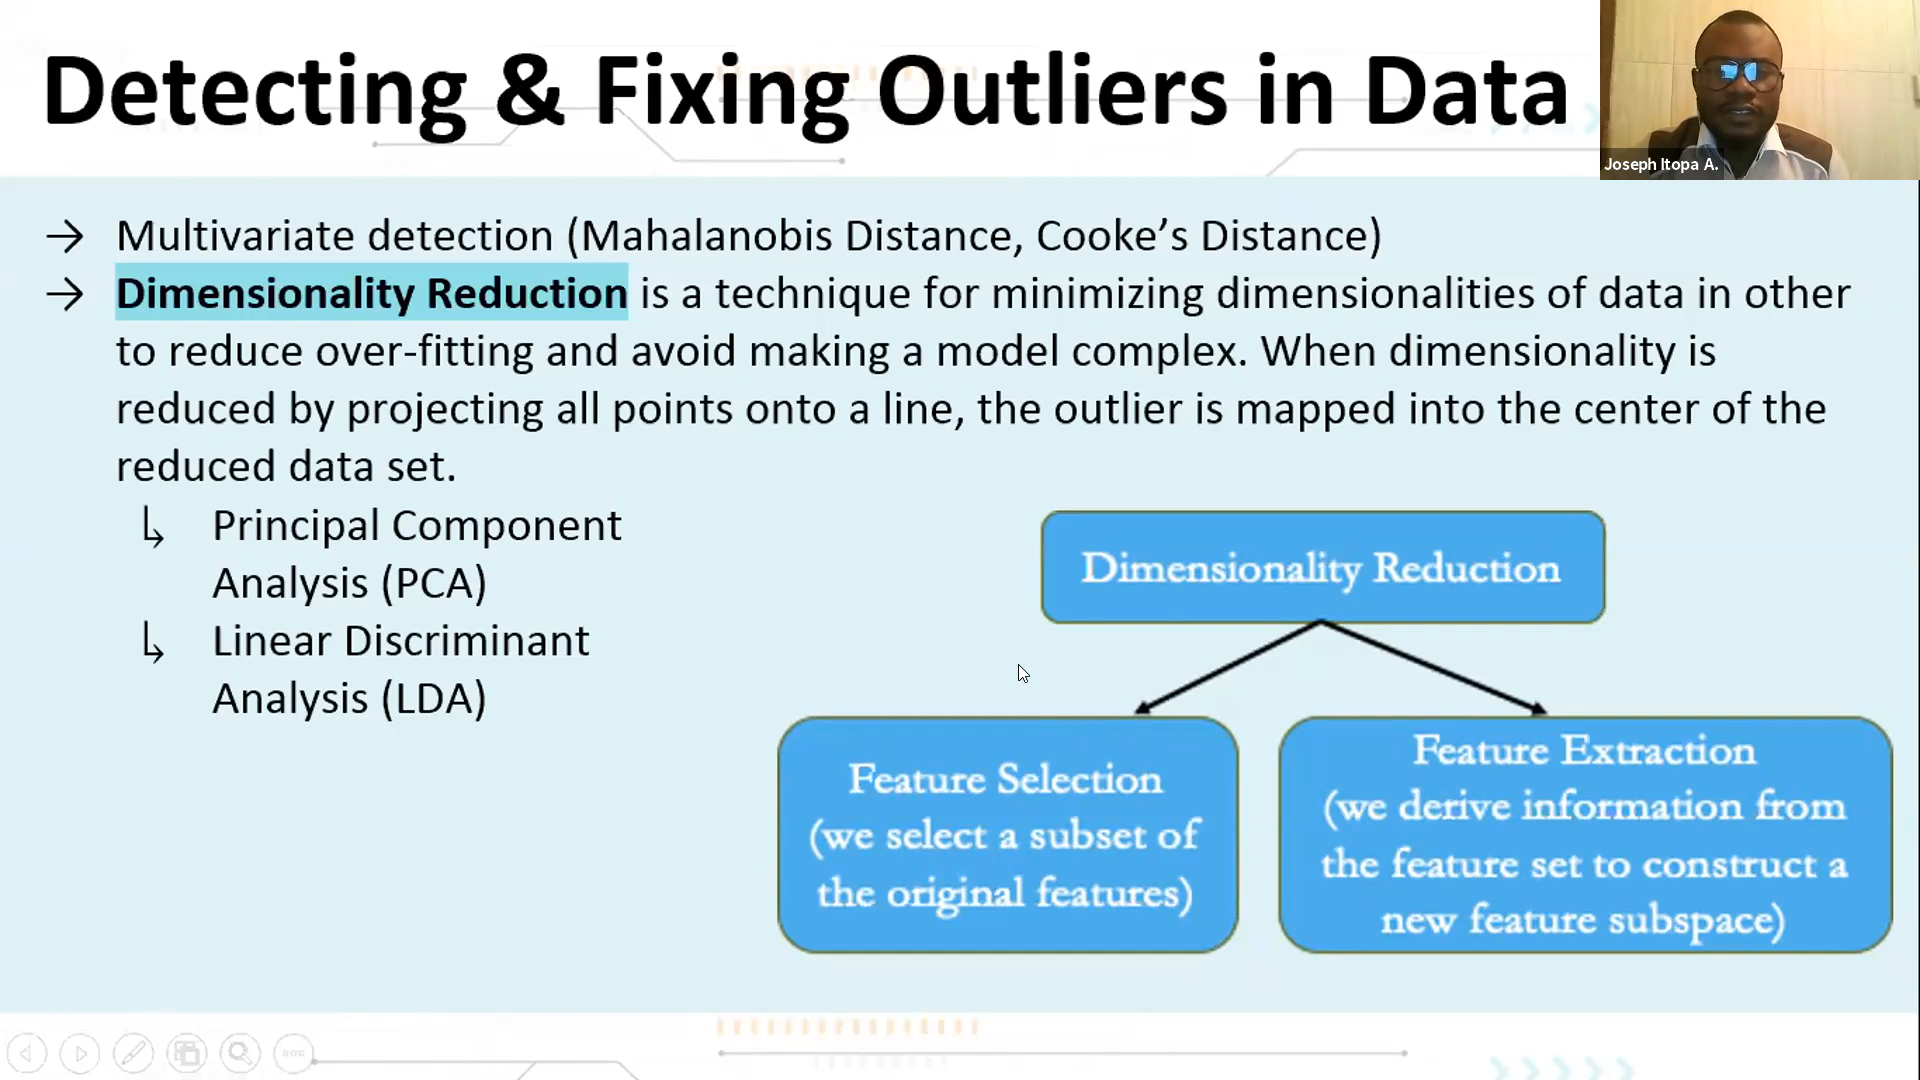 Detecting & Fixing Outliers in Data
Joseph Itopa A.
→ Multivariate detection (Mahalanobis Distance, Cooke’s Distance)
→ Dimensionality Reduction is a technique for minimizing dimensionalities of data in other
to reduce over-fitting and avoid making a model complex. When dimensionality is
reduced by projecting all points onto a line, the outlier is mapped into the center of the
reduced data set.
↳ Principal Component
Analysis (PCA)
↳ Linear Discriminant
Analysis (LDA)
Dimensionality Reduction
Feature Selection
(we select a subset of
the original features)
Feature Extraction
(we derive information from
the feature set to construct a
new feature subspace)